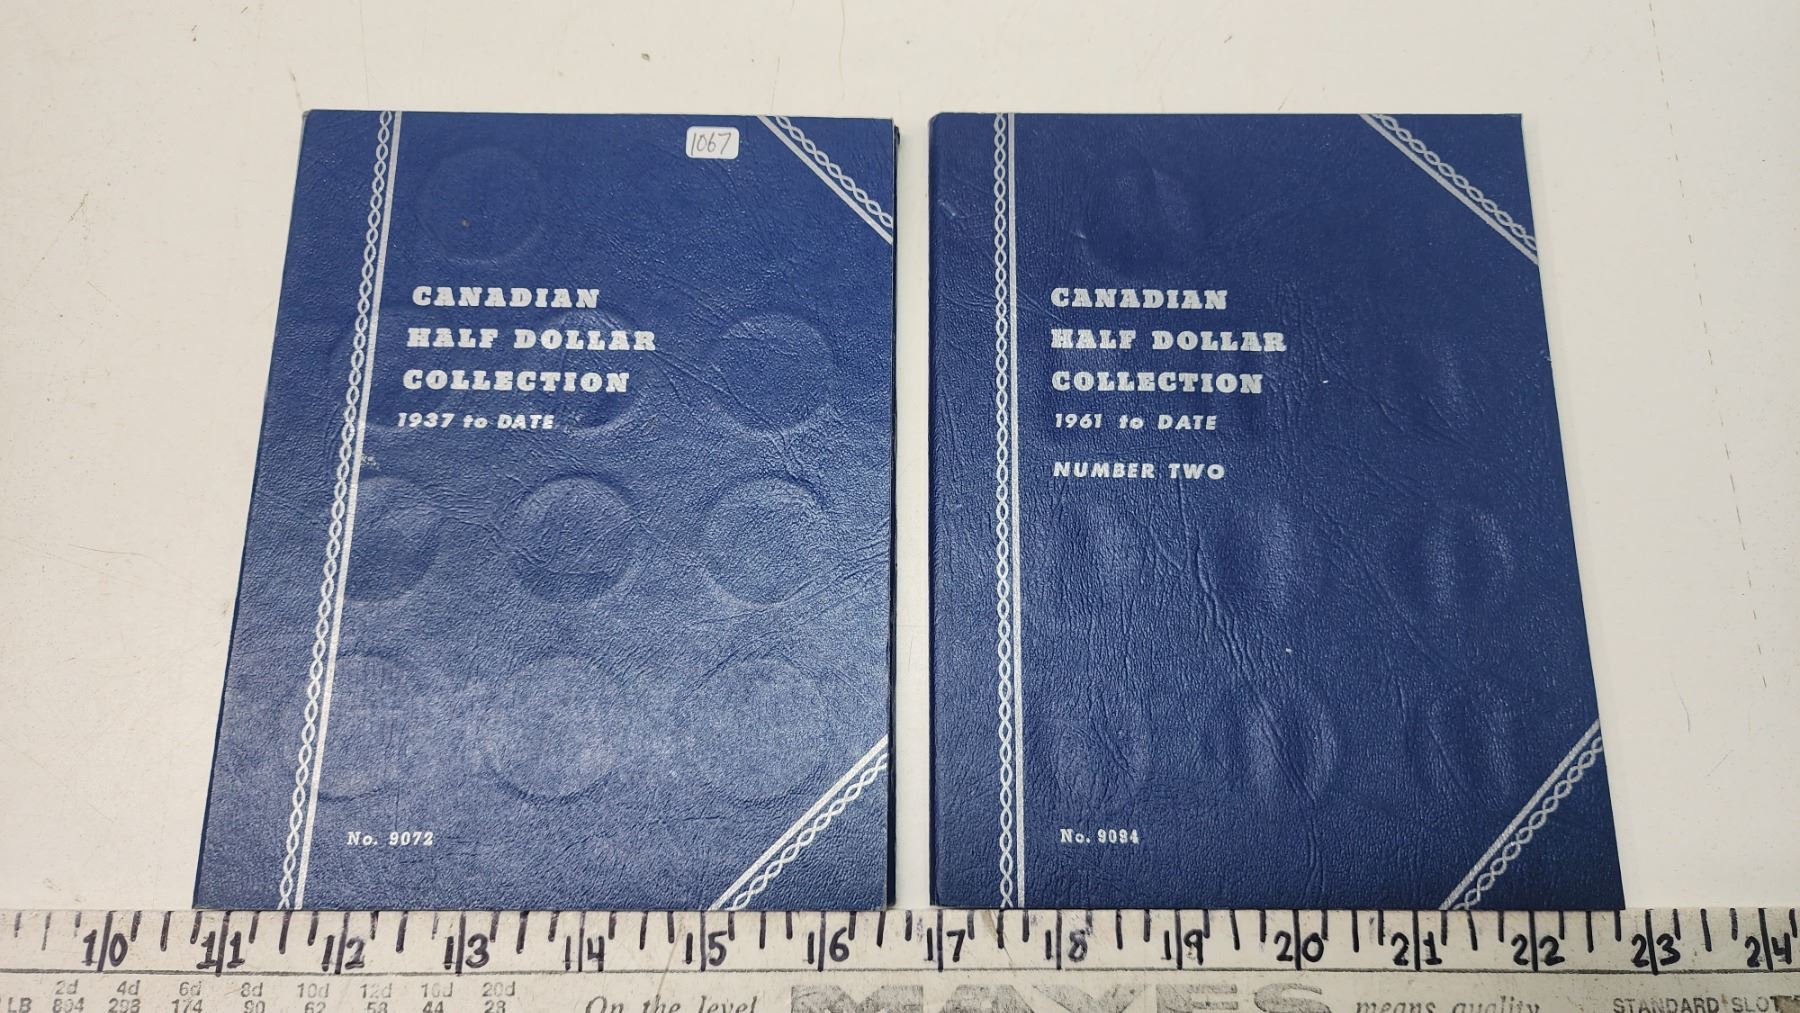 1067
CANADIAN
HALF DOLLAR
COLLECTION
1937 to DATE
No. 9072
CANADIAN
HALF DOLLAR
COLLECTION
1961 to DATE
NUMBER TWO
No. 9094
10 11 12 13 14 15 16 17 18 19 20 21 22 23 24
2d 4d 6d 8d 10d 12d 16d 20d
LB 804 298 174 90 62 58 44 28
On the level MAYES means quality STANDARD SLOT